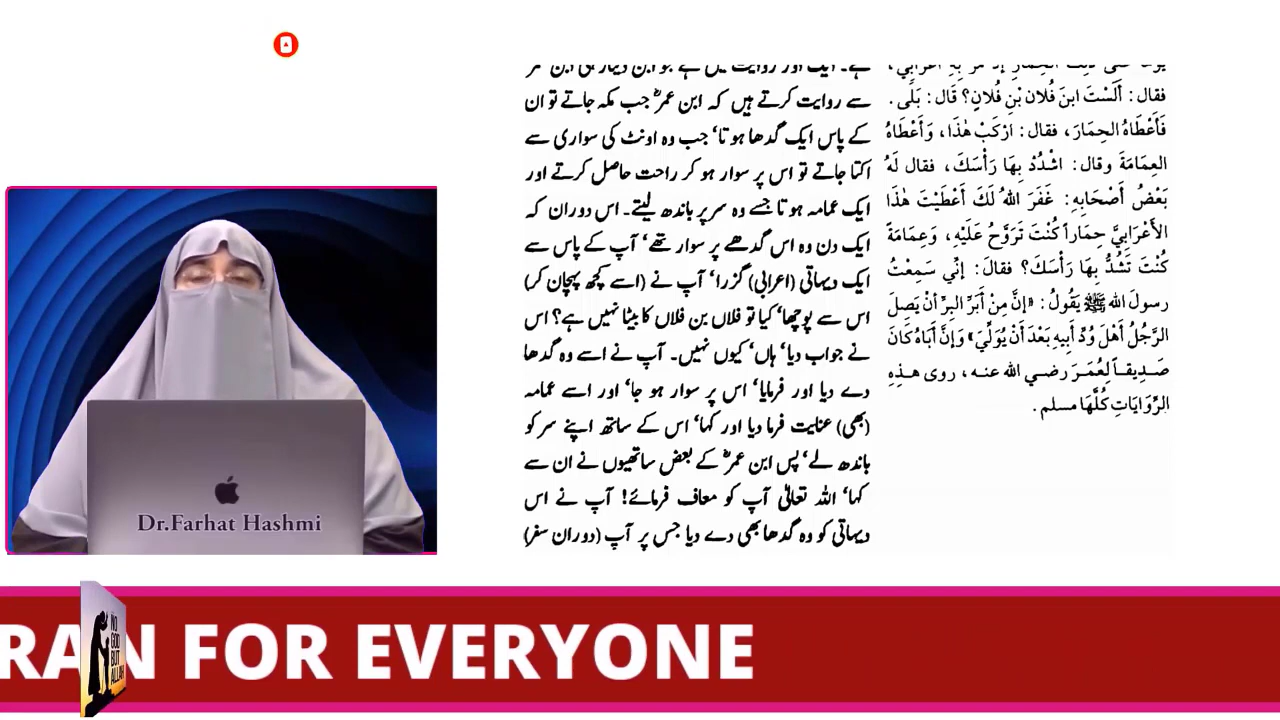 سے روایت کرتے ہیں کہ ابن عمرؓ جب مکہ جاتے تو ان
کے پاس ایک گدھا ہوتا‘ جب وہ اونٹ کی سواری سے
اکتا جاتے تو اس پر سوار ہو کر راحت حاصل کرتے اور
ایک عمامہ ہوتا جسے وہ سر پر باندھ لیتے۔ اس دوران کہ
ایک دن وہ اس گدھے پر سوار تھے‘ آپ کے پاس سے
ایک دیہاتی (اعرابی) گزرا‘ آپ نے (اسے کچھ پہچان کر)
اس سے پوچھا‘ کیا تو فلاں بن فلاں کا بیٹا نہیں ہے؟ اس
نے جواب دیا‘ ہاں‘ کیوں نہیں۔ آپ نے اسے وہ گدھا
دے دیا اور فرمایا‘ اس پر سوار ہو جا‘ اور اسے عمامہ
(بھی) عنایت فرما دیا اور کہا‘ اس کے ساتھ اپنے سر کو
باندھ لے‘ پس ابن عمرؓ کے بعض ساتھیوں نے ان سے
کہا‘ اللہ تعالیٰ آپ کو معاف فرمائے! آپ نے اس
دیہاتی کو وہ گدھا بھی دے دیا جس پر آپ (دوران سفر)
فقال: أَلَسْتَ ابنَ فُلَان بْنِ فُلَانٍ؟ قَال: بَلَى.
فَأَعْطَاهُ الحِمَارَ، فقال: ارْكَبْ هٰذَا، وَأَعْطَاهُ
العِمَامَةَ وقال: اشْدُدْ بِهَا رَأْسَكَ، فقال لَهُ
بَعْضُ أَصْحَابِهِ: غَفَرَ اللهُ لَكَ أَعْطَيْتَ هٰذَا
الأَعْرَابِيَّ حِمَاراً كُنْتَ تَرَوَّحُ عَلَيْهِ، وَعِمَامَةً
كُنْتَ تَشُدُّ بِهَا رَأْسَكَ؟ فقالَ: إنِّي سَمِعْتُ
رسولَ الله ﷺ يَقُولُ: «إنَّ مِنْ أَبَرِّ البِرِّ أنْ يَصِلَ
الرَّجُلُ أَهْلَ وُدِّ أَبِيهِ بَعْدَ أَنْ يُوَلِّيَ» وَإِنَّ أَبَاهُ كَانَ
صَدِيقاً لِعُمَرَ رضي الله عنه، روى هـذِهِ
الرِّوَايَاتِ كُلَّهَا مسلم.
Dr.Farhat Hashmi
RAN FOR EVERYONE
NO
GOD
BUT
ALLAH